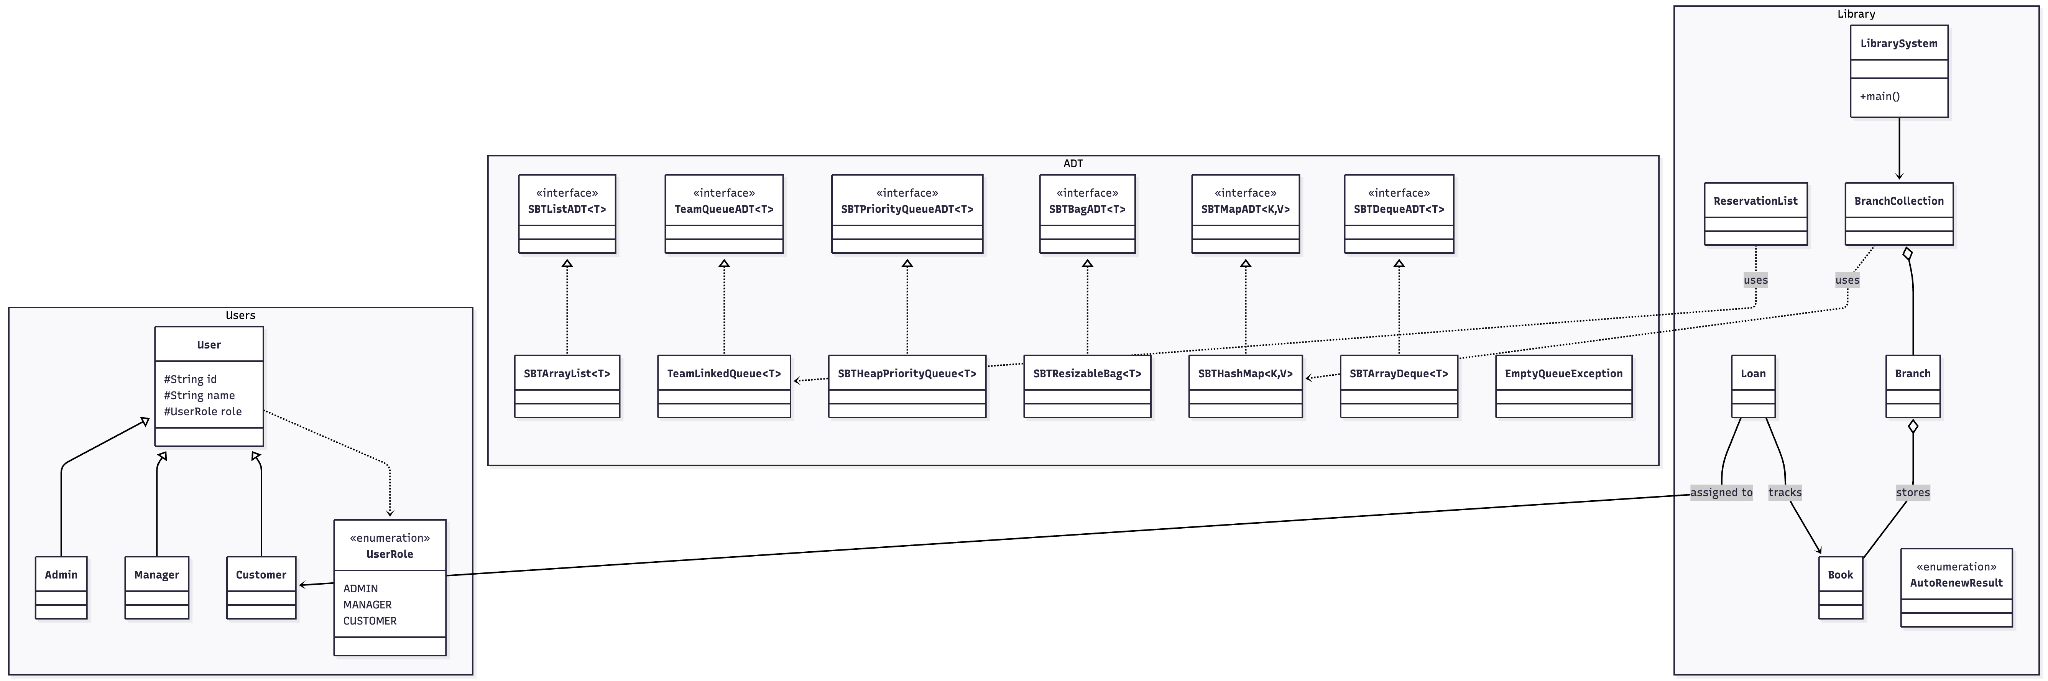 Library
LibrarySystem
+main()
ADT
«interface»
SBTListADT<T>
«interface»
TeamQueueADT<T>
«interface»
SBTPriorityQueueADT<T>
«interface»
SBTBagADT<T>
«interface»
SBTMapADT<K,V>
«interface»
SBTDequeADT<T>
ReservationList
BranchCollection
uses
uses
Users
User
#String id
#String name
#UserRole role
SBTArrayList<T>
TeamLinkedQueue<T>
SBTHeapPriorityQueue<T>
SBTResizableBag<T>
SBTHashMap<K,V>
SBTArrayDeque<T>
EmptyQueueException
Loan
Branch
assigned to
tracks
stores
Admin
Manager
Customer
«enumeration»
UserRole
ADMIN
MANAGER
CUSTOMER
Book
«enumeration»
AutoRenewResult